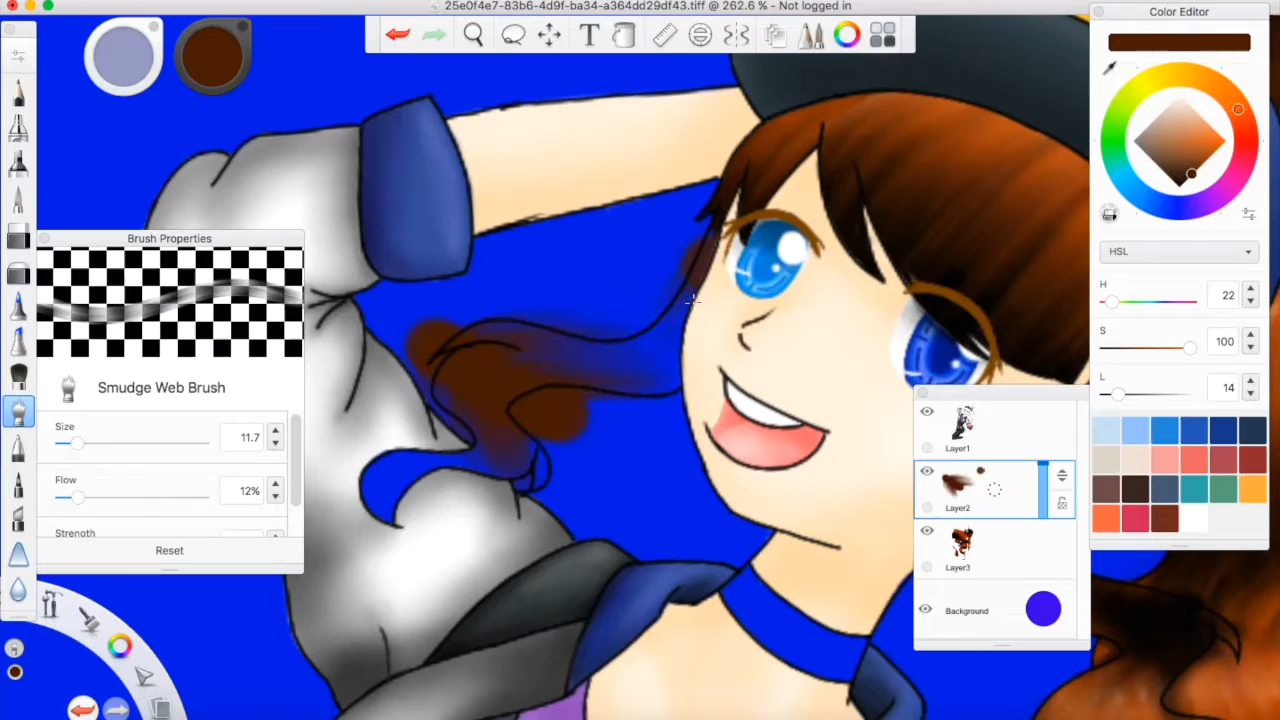 25e0f4e7-83b6-4d9f-ba34-a364dd29df43.tiff @ 262.6 % - Not logged in
Color Editor
T
Brush Properties
Smudge Web Brush
Size
11.7
Flow
12%
Strength
Reset
HSL
H
22
S
100
L
14
Layer1
Layer2
Layer3
Background